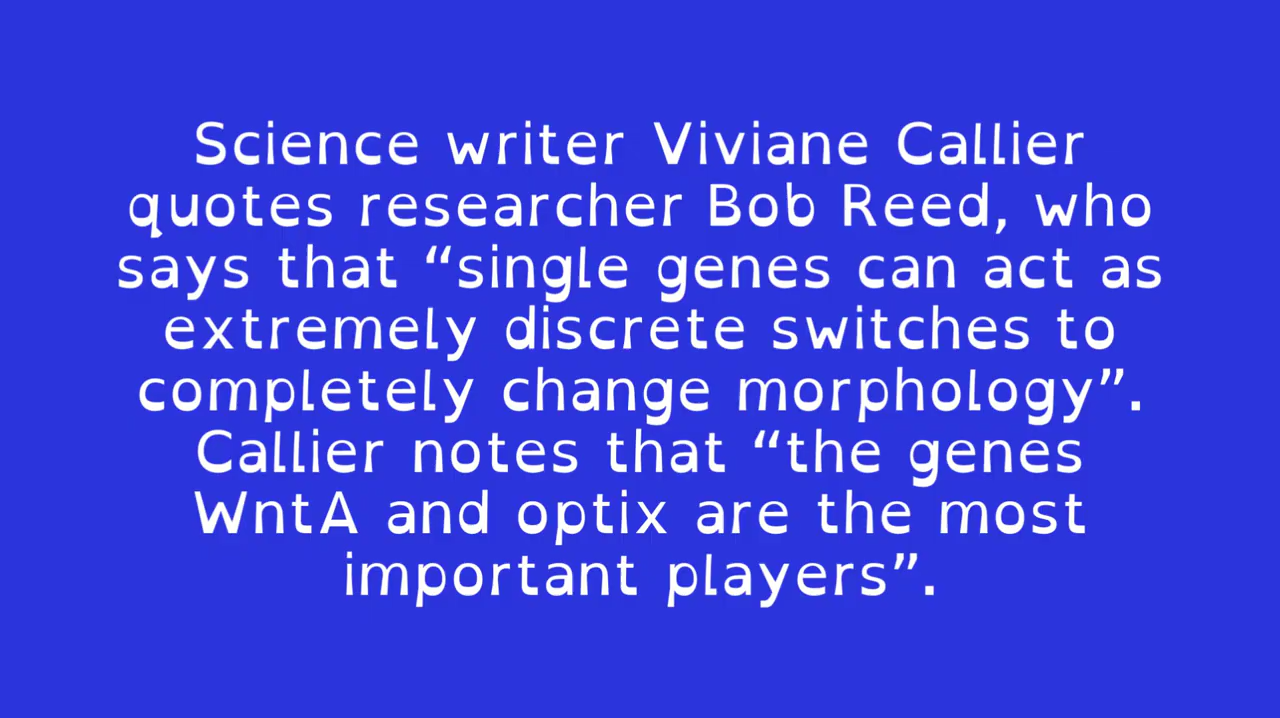 Science writer Viviane Callier
quotes researcher Bob Reed, who
says that “single genes can act as
extremely discrete switches to
completely change morphology”.
Callier notes that “the genes
WntA and optix are the most
important players”.